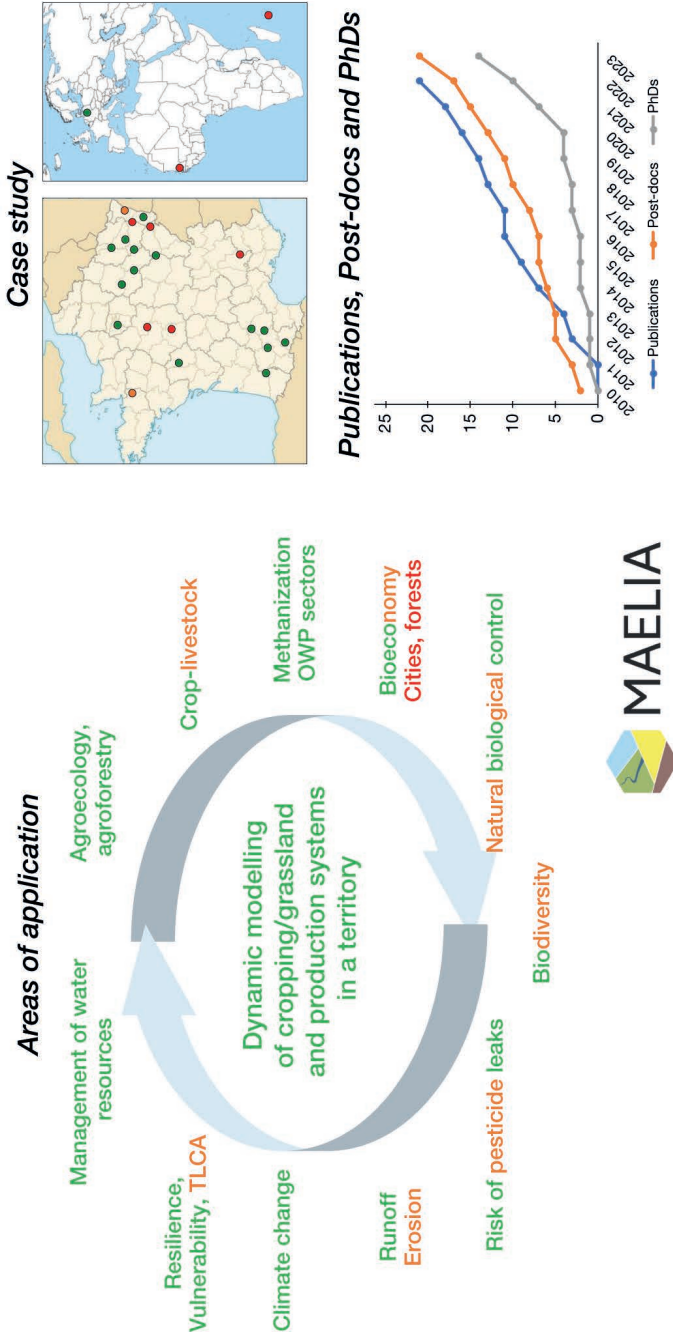 Areas of application
Management of water
resources
Agroecology,
agroforestry
Resilience,
Vulnerability, TLCA
Crop-livestock
Climate change
Dynamic modelling
of cropping/grassland
and production systems
in a territory
Methanization
OWP sectors
Runoff
Erosion
Bioeconomy
Cities, forests
Risk of pesticide leaks
Natural biological control
Biodiversity
MAELIA
Case study
Publications, Post-docs and PhDs
25
20
15
10
5
0
2010
2011
2012
2013
2014
2015
2016
2017
2018
2019
2020
2021
2022
2023
Publications
Post-docs
PhDs